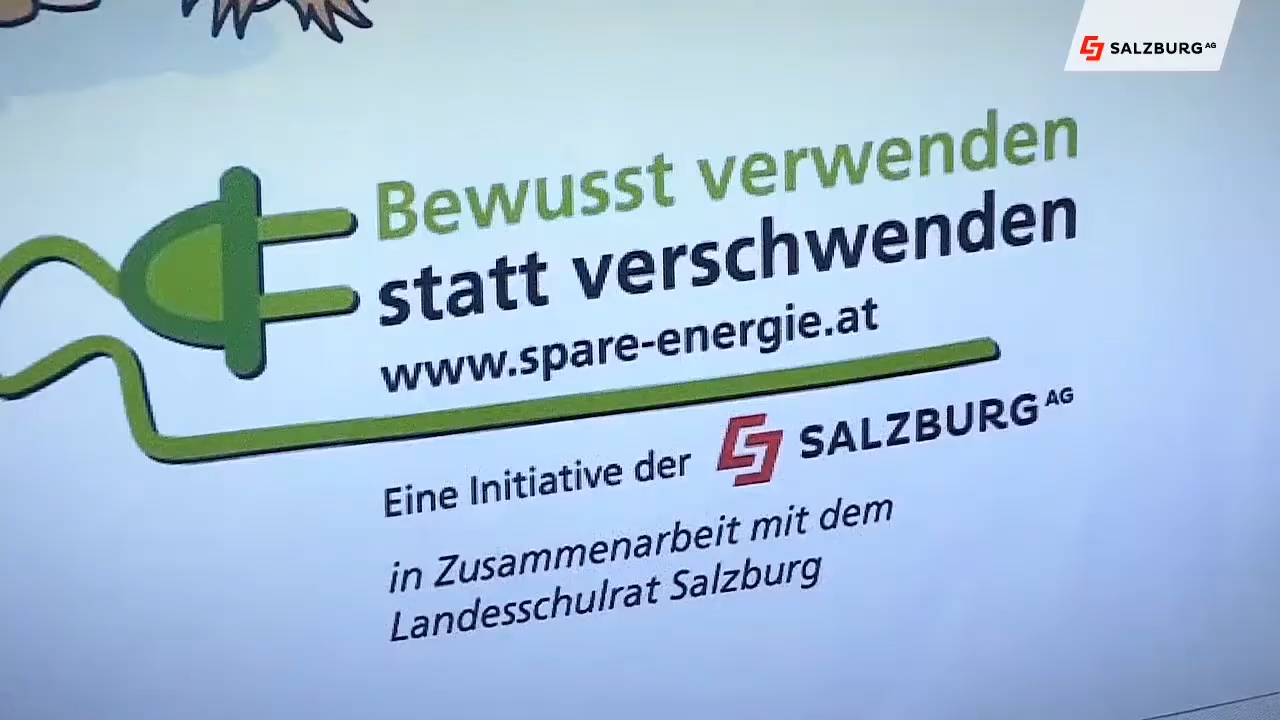 SALZBURG AG
Bewusst verwenden
statt verschwenden
www.spare-energie.at
Eine Initiative der SALZBURG AG
in Zusammenarbeit mit dem
Landesschulrat Salzburg